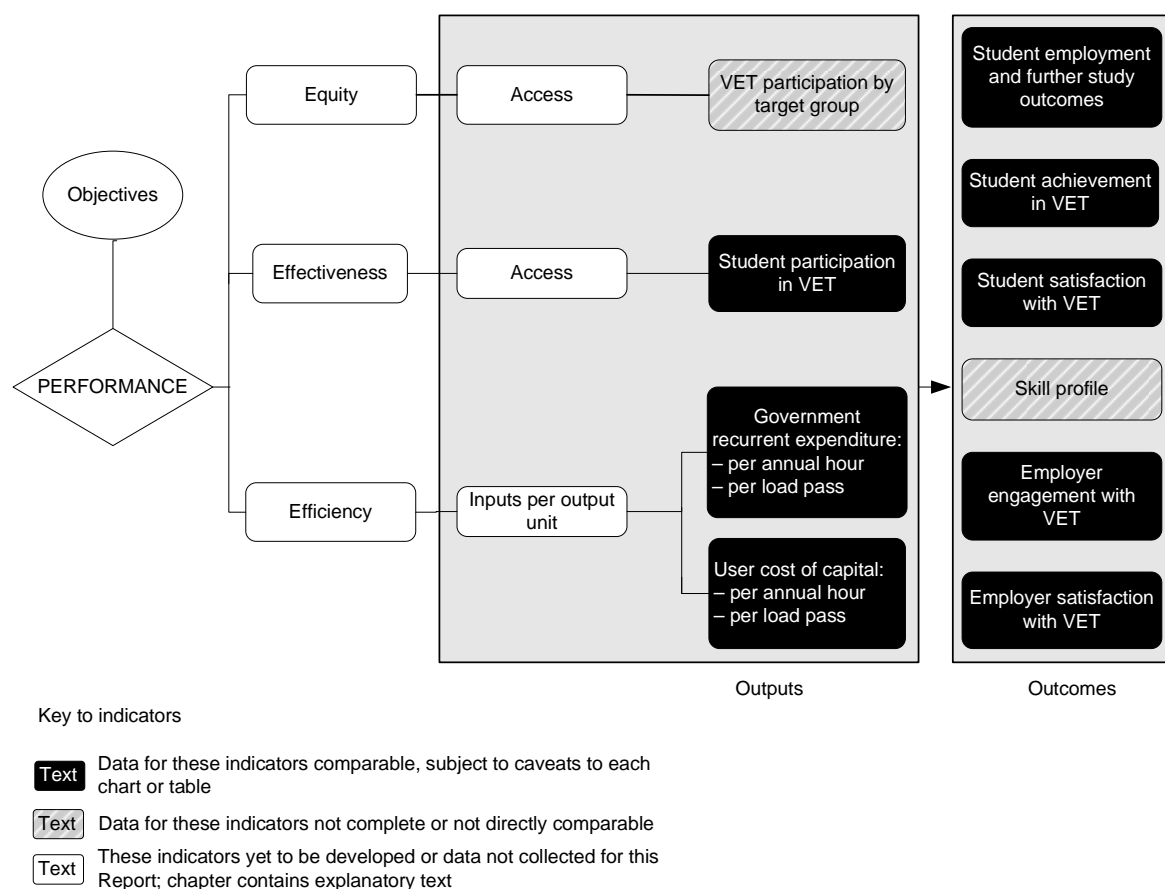 Objectives
PERFORMANCE
Equity
Access
VET participation by
target group
Effectiveness
Access
Student participation
in VET
Efficiency
Inputs per output
unit
Government
recurrent expenditure:
– per annual hour
– per load pass
User cost of capital:
– per annual hour
– per load pass
Outputs
Student employment
and further study
outcomes
Student achievement
in VET
Student satisfaction
with VET
Skill profile
Employer
engagement with
VET
Employer satisfaction
with VET
Outcomes
Key to indicators
Text
Data for these indicators comparable, subject to caveats to each
chart or table
Text
Data for these indicators not complete or not directly comparable
Text
These indicators yet to be developed or data not collected for this
Report; chapter contains explanatory text